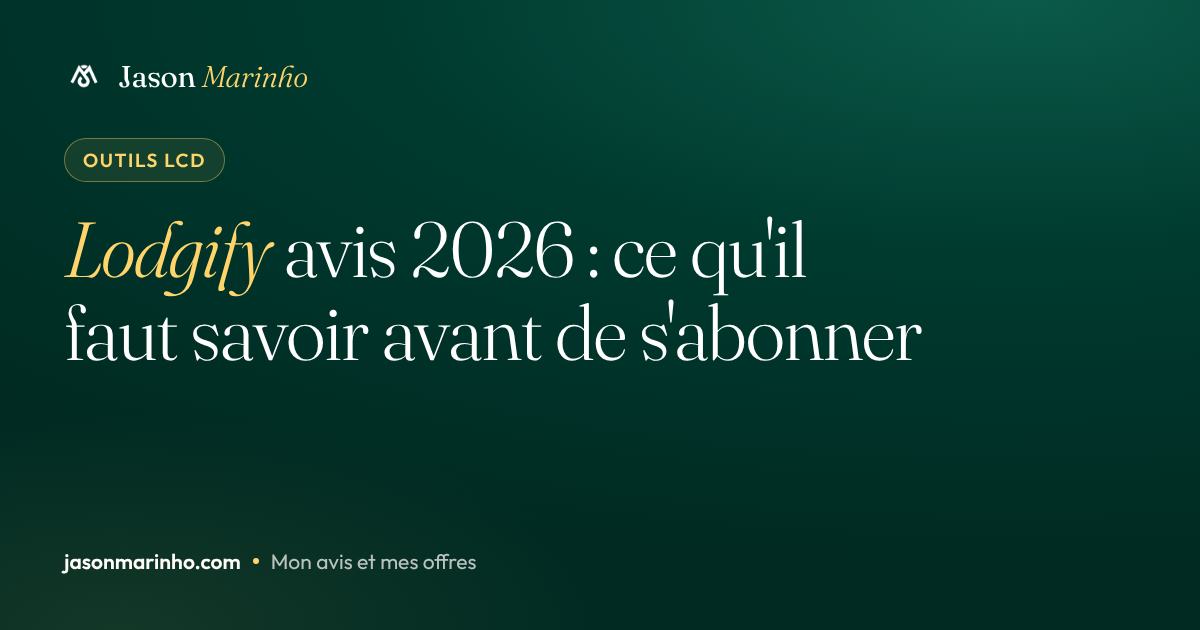 Jason Marinho
OUTILS LCD
Lodgify avis 2026 : ce qu'il
faut savoir avant de s'abonner
jasonmarinho.com • Mon avis et mes offres